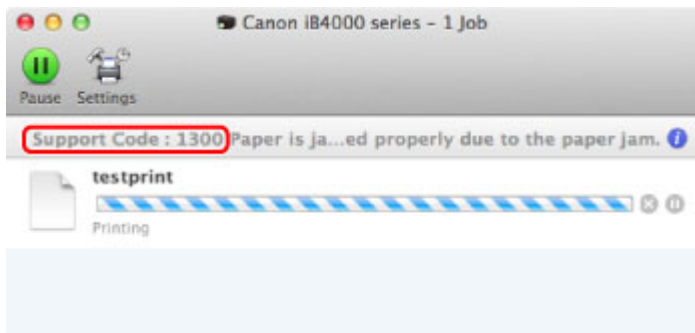 Canon iB4000 series – 1 Job
Pause Settings
Support Code : 1300 Paper is ja...ed properly due to the paper jam.
testprint
Printing